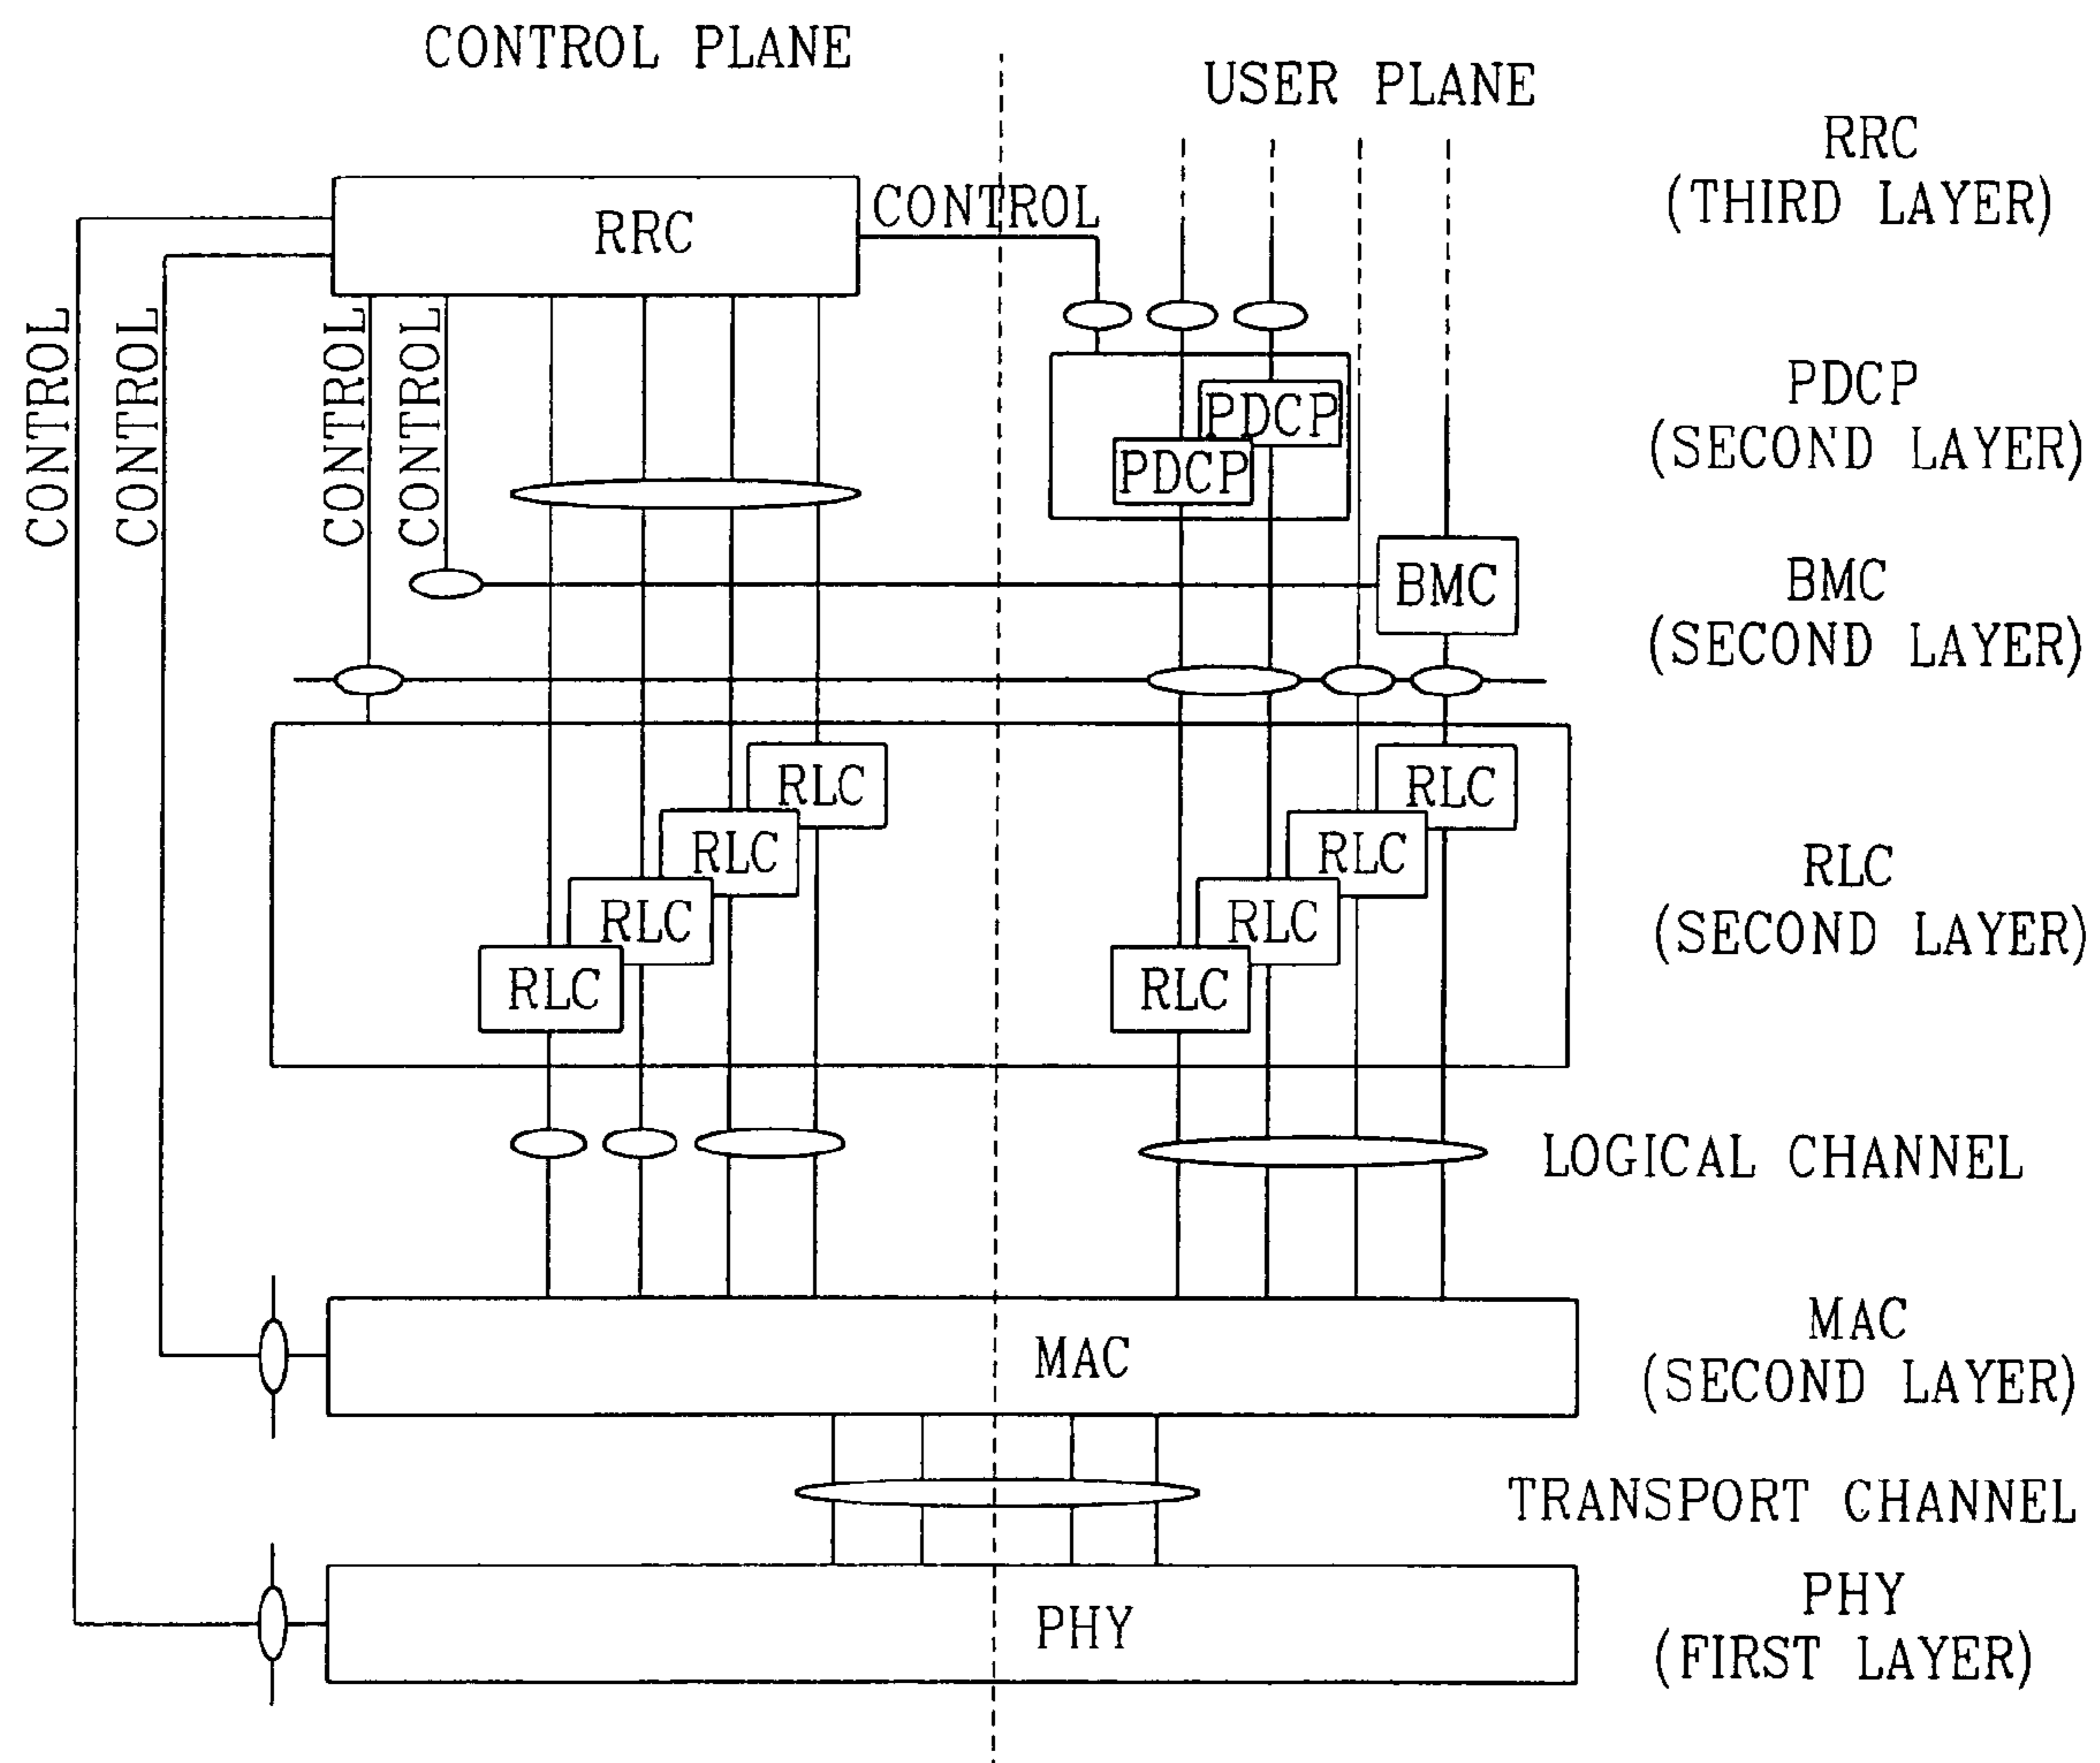 CONTROL PLANE
USER PLANE
RRC
(THIRD LAYER)
RRC
CONTROL
CONTROL
CONTROL
CONTROL
CONTROL
PDCP
PDCP
PDCP
(SECOND LAYER)
BMC
BMC
(SECOND LAYER)
RLC
RLC
RLC
RLC
RLC
RLC
RLC
RLC
RLC
(SECOND LAYER)
LOGICAL CHANNEL
MAC
MAC
(SECOND LAYER)
TRANSPORT CHANNEL
PHY
PHY
(FIRST LAYER)